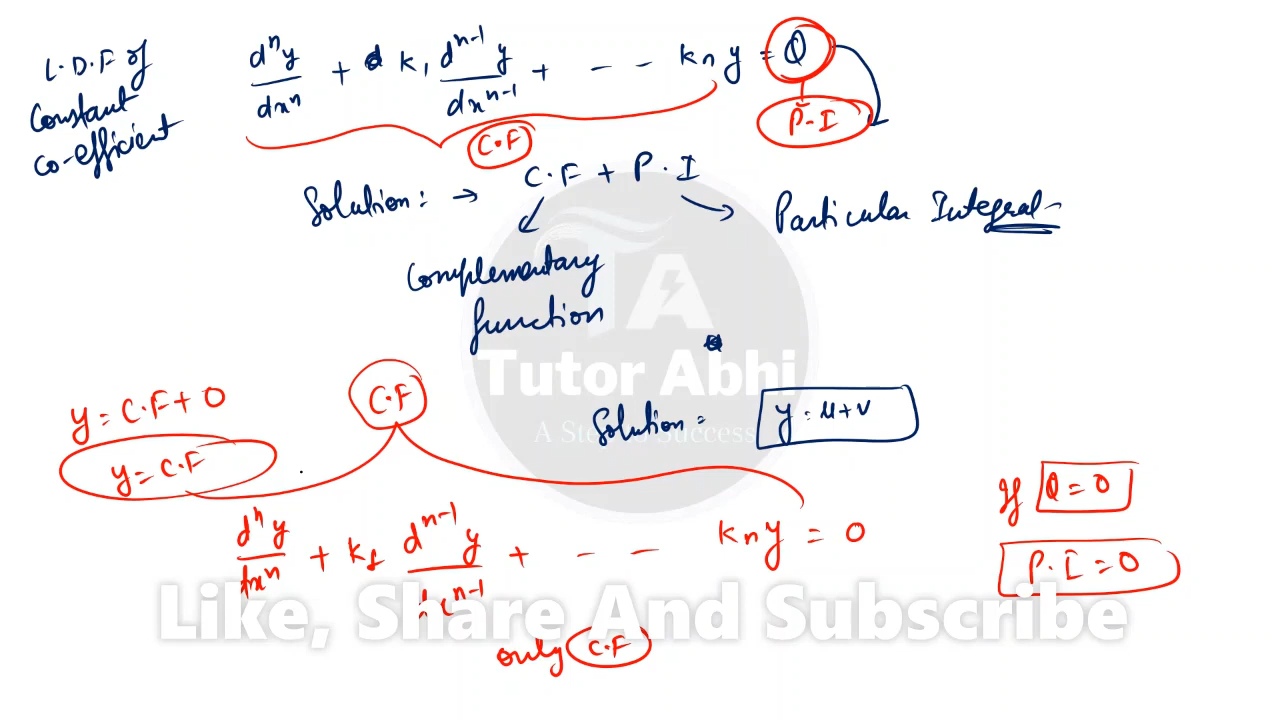 L.D.F of
Constant
Co-efficient
dⁿy/dxⁿ + k₁ dⁿ⁻¹y/dxⁿ⁻¹ + - - - kₙy = Q
C.F
P.I
Solution: → C.F + P.I
Particular Integral
Complementary
function
TA
Tutor Abhi
A Step to Success
Q
C.F
y = C.F + 0
y = C.F
Solution = y = u+v
If Q = 0
P.I = 0
dⁿy/dxⁿ + k₁ dⁿ⁻¹y/dxⁿ⁻¹ + - - kₙy = 0
Like, Share And Subscribe
only C.F